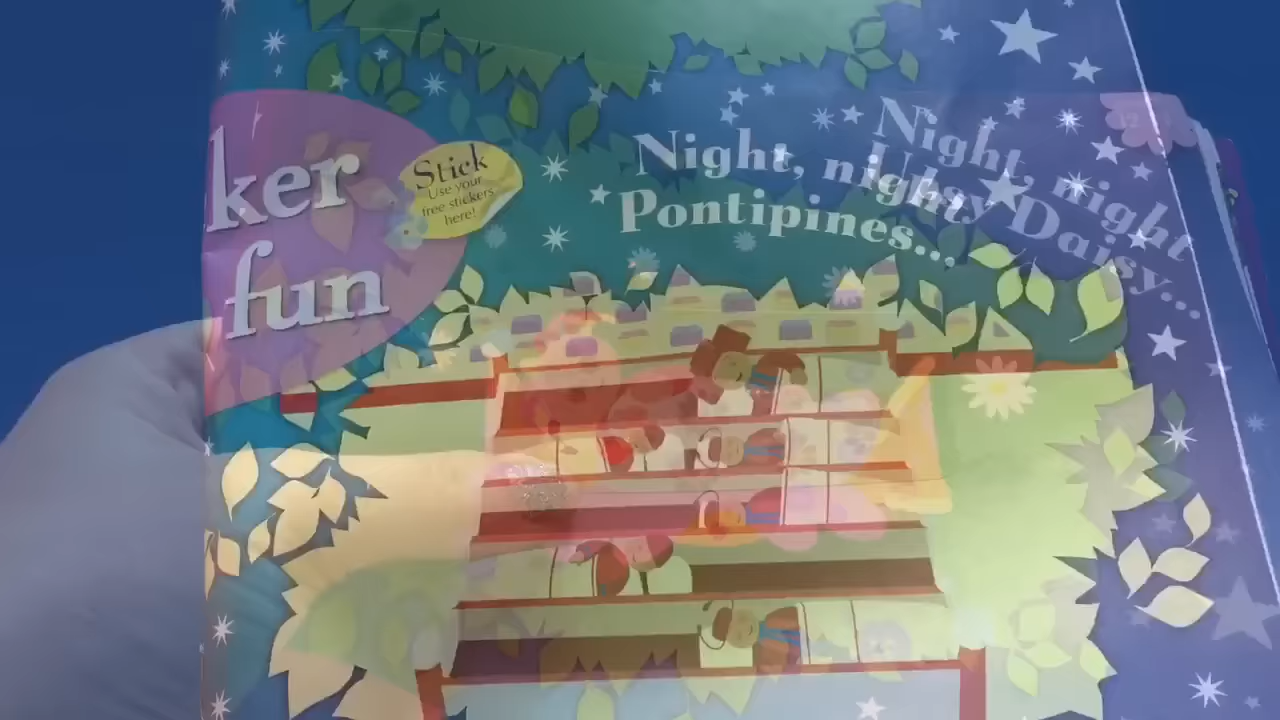 ker
fun
Stick
Use your
free stickers
here!
Night, night
Pontipines...
Night, night
Upsy Daisy...